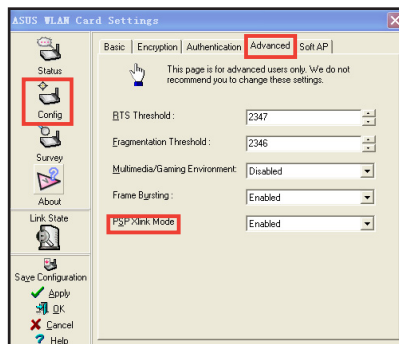 ASUS WLAN Card Settings
Status
Config
Survey
About
Link State
Save Configuration
Apply
OK
Cancel
Help
Basic
Encryption
Authentication
Advanced
Soft AP
This page is for advanced users only. We do not
recommend you to change these settings.
RTS Threshold :
2347
Fragmentation Threshold :
2346
Multimedia/Gaming Environment:
Disabled
Frame Bursting :
Enabled
PSP Xlink Mode
Enabled